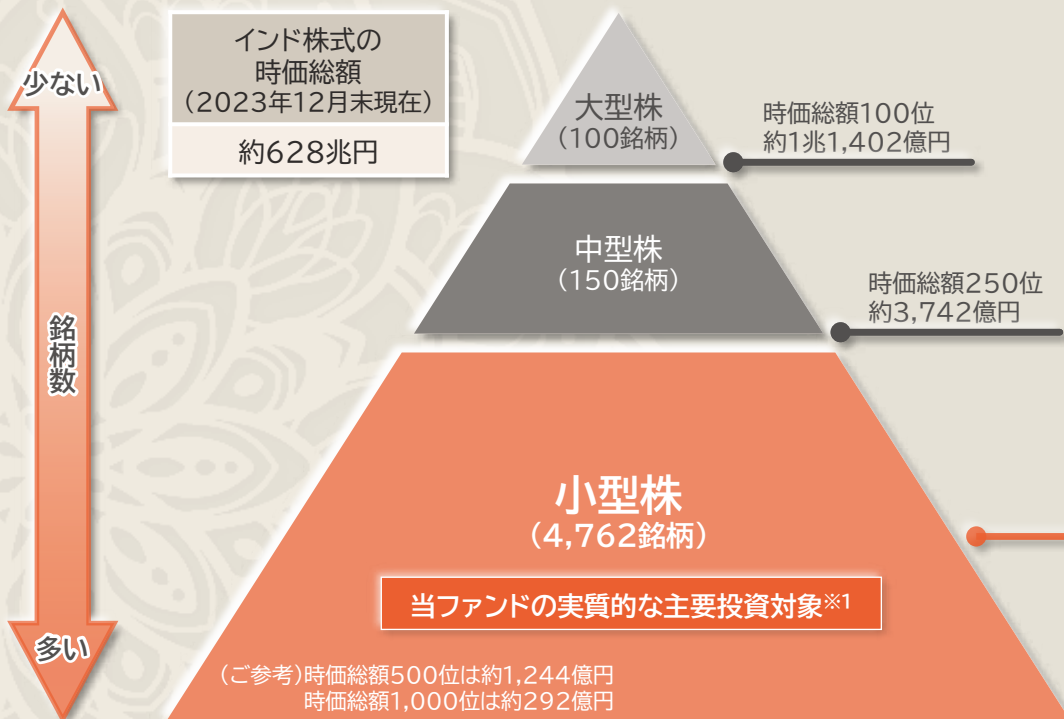 少ない
銘柄数
多い
インド株式の
時価総額
（2023年12月末現在）
約628兆円
大型株
（100銘柄）
時価総額100位
約1兆1,402億円
中型株
（150銘柄）
時価総額250位
約3,742億円
小型株
（4,762銘柄）
当ファンドの実質的な主要投資対象※1
（ご参考）時価総額500位は約1,244億円
時価総額1,000位は約292億円